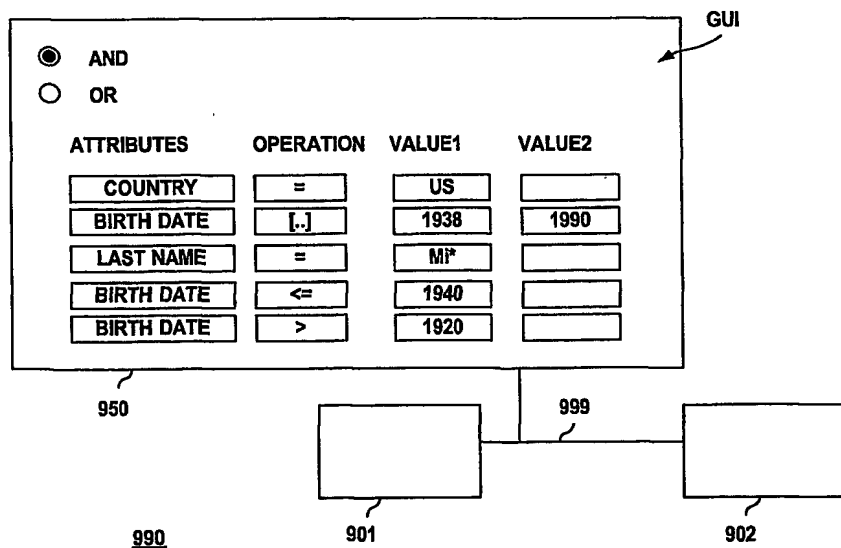 GUI
AND
OR
ATTRIBUTES OPERATION VALUE1 VALUE2
COUNTRY = US
BIRTH DATE [..] 1938 1990
LAST NAME = Mi*
BIRTH DATE <= 1940
BIRTH DATE > 1920
950
999
901
902
990